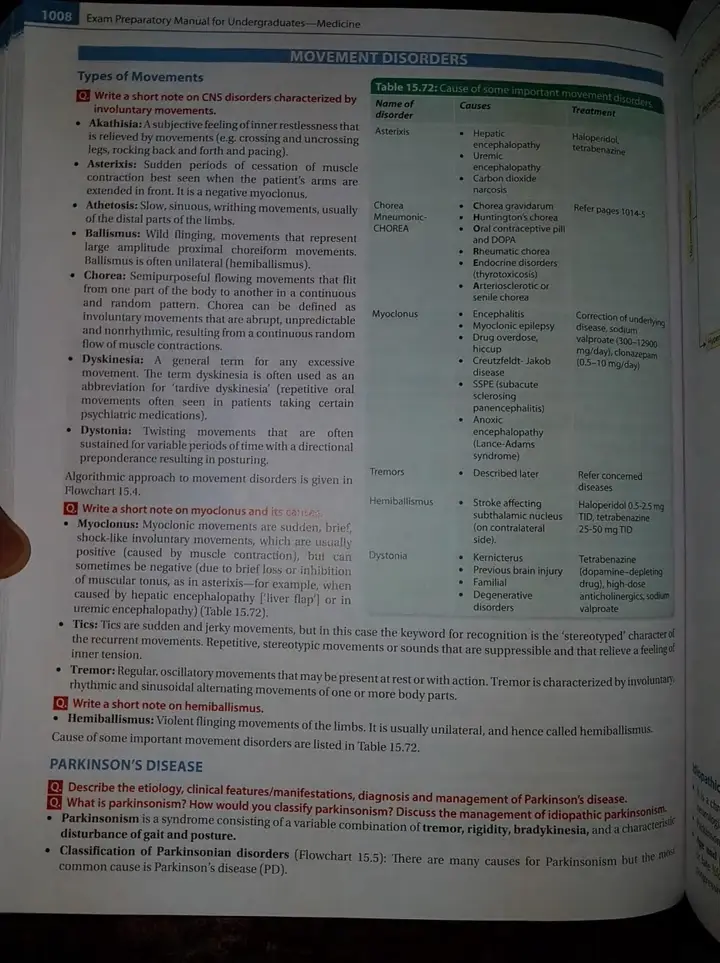 1008
Exam Preparatory Manual for Undergraduates—Medicine
MOVEMENT DISORDERS
Types of Movements
Q. Write a short note on CNS disorders characterized by
involuntary movements.
• Akathisia: A subjective feeling of inner restlessness that
is relieved by movements (e.g. crossing and uncrossing
legs, rocking back and forth and pacing).
• Asterixis: Sudden periods of cessation of muscle
contraction best seen when the patient's arms are
extended in front. It is a negative myoclonus.
• Athetosis: Slow, sinuous, writhing movements, usually
of the distal parts of the limbs.
• Ballismus: Wild flinging, movements that represent
large amplitude proximal choreiform movements.
Ballismus is often unilateral (hemiballismus).
• Chorea: Semipurposeful flowing movements that flit
from one part of the body to another in a continuous
and random pattern. Chorea can be defined as
involuntary movements that are abrupt, unpredictable
and nonrhythmic, resulting from a continuous random
flow of muscle contractions.
• Dyskinesia: A general term for any excessive
movement. The term dyskinesia is often used as an
abbreviation for 'tardive dyskinesia' (repetitive oral
movements often seen in patients taking certain
psychiatric medications).
• Dystonia: Twisting movements that are often
sustained for variable periods of time with a directional
preponderance resulting in posturing.
Algorithmic approach to movement disorders is given in
Flowchart 15.4.
Q. Write a short note on myoclonus and its causes.
• Myoclonus: Myoclonic movements are sudden, brief,
shock-like involuntary movements, which are usually
positive (caused by muscle contraction), but can
sometimes be negative (due to brief loss or inhibition
of muscular tonus, as in asterixis—for example, when
caused by hepatic encephalopathy ['liver flap'] or in
uremic encephalopathy) (Table 15.72).
Table 15.72: Cause of some important movement disorders
Name of
disorder
Causes
Treatment
Asterixis
• Hepatic
encephalopathy
• Uremic
encephalopathy
• Carbon dioxide
narcosis
Haloperidol,
tetrabenazine
Chorea
Mneumonic-
CHOREA
• Chorea gravidarum
• Huntington's chorea
• Oral contraceptive pill
and DOPA
• Rheumatic chorea
• Endocrine disorders
(thyrotoxicosis)
• Arteriosclerotic or
senile chorea
Refer pages 1014-5
Myoclonus
• Encephalitis
• Myoclonic epilepsy
• Drug overdose,
hiccup
• Creutzfeldt- Jakob
disease
• SSPE (subacute
sclerosing
panencephalitis)
• Anoxic
encephalopathy
(Lance-Adams
syndrome)
Correction of underlying
disease, sodium
valproate (300–12900
mg/day), clonazepam
(0.5–10 mg/day)
Tremors
• Described later
Refer concerned
diseases
Hemiballismus
• Stroke affecting
subthalamic nucleus
(on contralateral
side).
Haloperidol 0.5-2.5 mg
TID, tetrabenazine
25-50 mg TID
Dystonia
• Kernicterus
• Previous brain injury
• Familial
• Degenerative
disorders
Tetrabenazine
(dopamine–depleting
drug), high-dose
anticholinergics, sodium
valproate
• Tics: Tics are sudden and jerky movements, but in this case the keyword for recognition is the 'stereotyped' character of
the recurrent movements. Repetitive, stereotypic movements or sounds that are suppressible and that relieve a feeling of
inner tension.
• Tremor: Regular, oscillatory movements that may be present at rest or with action. Tremor is characterized by involuntary,
rhythmic and sinusoidal alternating movements of one or more body parts.
Q. Write a short note on hemiballismus.
• Hemiballismus: Violent flinging movements of the limbs. It is usually unilateral, and hence called hemiballismus.
Cause of some important movement disorders are listed in Table 15.72.
PARKINSON'S DISEASE
Q. Describe the etiology, clinical features/manifestations, diagnosis and management of Parkinson's disease.
Q. What is parkinsonism? How would you classify parkinsonism? Discuss the management of idiopathic parkinsonism.
• Parkinsonism is a syndrome consisting of a variable combination of tremor, rigidity, bradykinesia, and a characteristic
disturbance of gait and posture.
• Classification of Parkinsonian disorders (Flowchart 15.5): There are many causes for Parkinsonism but the most
common cause is Parkinson's disease (PD).